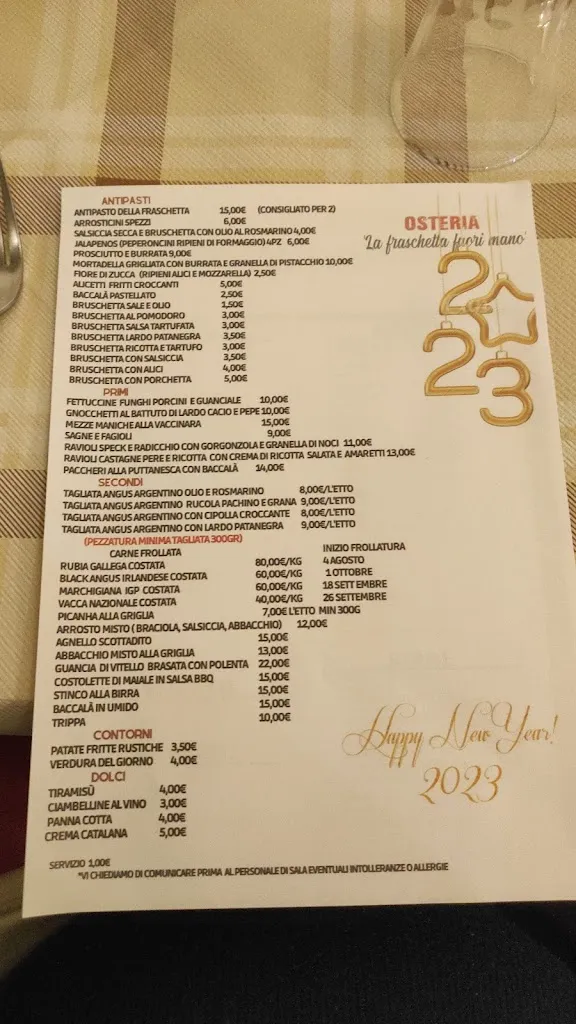 ANTIPASTI
ANTIPASTO DELLA FRASCHETTA 15,00€ (CONSIGLIATO PER 2)
ARROSTICINI SPEZZI 6,00€
SALSICCIA SECCA E BRUSCHETTA CON OLIO AL ROSMARINO 4,00€
JALAPENOS (PEPERONCINI RIPIENI DI FORMAGGIO) 4PZ 6,00€
PROSCIUTTO E BURRATA 9,00€
MORTADELLA GRIGLIATA CON BURRATA E GRANELLA DI PISTACCHIO 10,00€
FIORE DI ZUCCA (RIPIENI ALICI E MOZZARELLA) 2,50€
ALICETTI FRITTI CROCCANTI 5,00€
BACCALÀ PASTELLATO 2,50€
BRUSCHETTA SALE E OLIO 1,50€
BRUSCHETTA AL POMODORO 3,00€
BRUSCHETTA SALSA TARTUFATA 3,00€
BRUSCHETTA LARDO PATANEGRA 3,50€
BRUSCHETTA RICOTTA E TARTUFO 3,00€
BRUSCHETTA CON SALSICCIA 3,50€
BRUSCHETTA CON ALICI 4,00€
BRUSCHETTA CON PORCHETTA 5,00€
OSTERIA
'La fraschetta fuori mano'
2023
PRIMI
FETTUCCINE FUNGHI PORCINI E GUANCIALE 10,00€
GNOCCHETTI AL BATTUTO DI LARDO CACIO E PEPE 10,00€
MEZZE MANICHE ALLA VACCINARA 15,00€
SAGNE E FAGIOLI 9,00€
RAVIOLI SPECK E RADICCHIO CON GORGONZOLA E GRANELLA DI NOCI 11,00€
RAVIOLI CASTAGNE PERE E RICOTTA CON CREMA DI RICOTTA SALATA E AMARETTI 13,00€
PACCHERI ALLA PUTTANESCA CON BACCALÀ 14,00€
SECONDI
TAGLIATA ANGUS ARGENTINO OLIO E ROSMARINO 8,00€/L'ETTO
TAGLIATA ANGUS ARGENTINO RUCOLA PACHINO E GRANA 9,00€/L'ETTO
TAGLIATA ANGUS ARGENTINO CON CIPOLLA CROCCANTE 8,00€/L'ETTO
TAGLIATA ANGUS ARGENTINO CON LARDO PATANEGRA 9,00€/L'ETTO
(PEZZATURA MINIMA TAGLIATA 300GR)
CARNE FROLLATA INIZIO FROLLATURA
RUBIA GALLEGA COSTATA 80,00€/KG 4 AGOSTO
BLACK ANGUS IRLANDESE COSTATA 60,00€/KG 1 OTTOBRE
MARCHIGIANA IGP COSTATA 60,00€/KG 18 SETTEMBRE
VACCA NAZIONALE COSTATA 40,00€/KG 26 SETTEMBRE
PICANHA ALLA GRIGLIA 7,00€ L'ETTO MIN 300G
ARROSTO MISTO ( BRACIOLA, SALSICCIA, ABBACCHIO) 12,00€
AGNELLO SCOTTADITO 15,00€
ABBACCHIO MISTO ALLA GRIGLIA 13,00€
GUANCIA DI VITELLO BRASATA CON POLENTA 22,00€
COSTOLETTE DI MAIALE IN SALSA BBQ 15,00€
STINCO ALLA BIRRA 15,00€
BACCALÀ IN UMIDO 15,00€
TRIPPA 10,00€
CONTORNI
PATATE FRITTE RUSTICHE 3,50€
VERDURA DEL GIORNO 4,00€
DOLCI
TIRAMISÙ 4,00€
CIAMBELLINE AL VINO 3,00€
PANNA COTTA 4,00€
CREMA CATALANA 5,00€
Happy New Year!
2023
SERVIZIO 1,00€
*VI CHIEDIAMO DI COMUNICARE PRIMA AL PERSONALE DI SALA EVENTUALI INTOLLERANZE O ALLERGIE